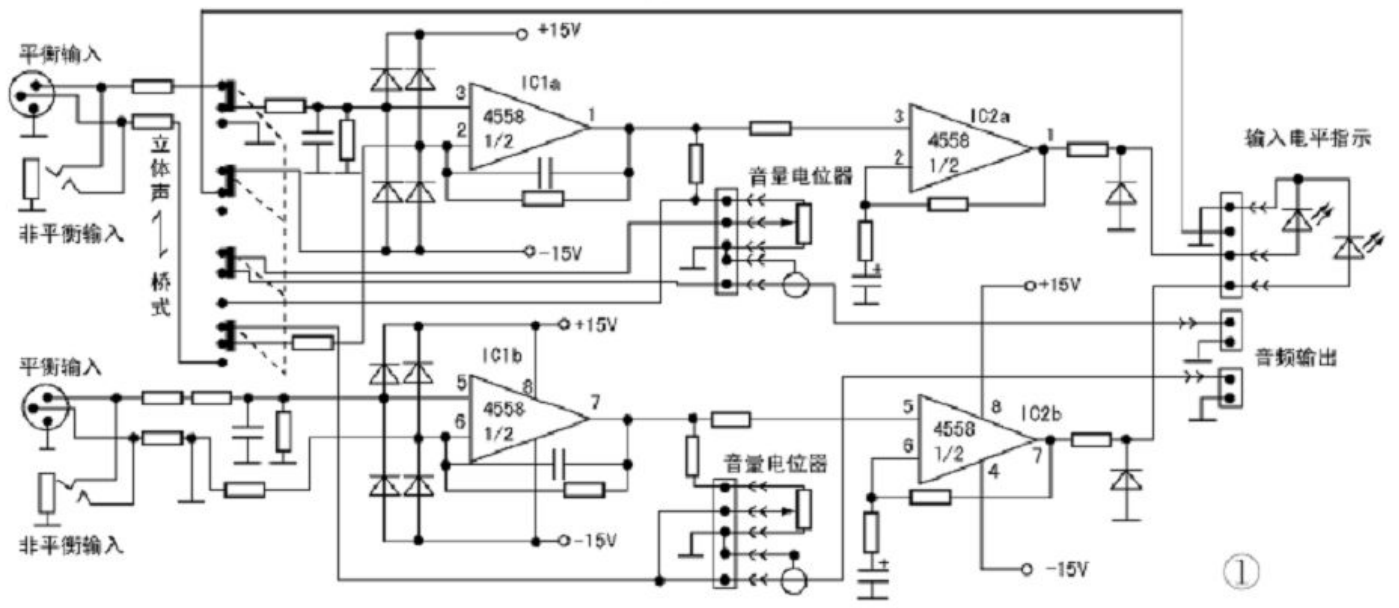 平衡输入
非平衡输入
立体声
桥式
+15V
IC1a
3
4558
2
1/2
1
-15V
音量电位器
3
IC2a
4558
2
1/2
1
输入电平指示
+15V
音频输出
平衡输入
非平衡输入
+15V
IC1b
5
8
4558
6
1/2
7
-15V
音量电位器
5
8
IC2b
4558
6
1/2
7
4
-15V
①